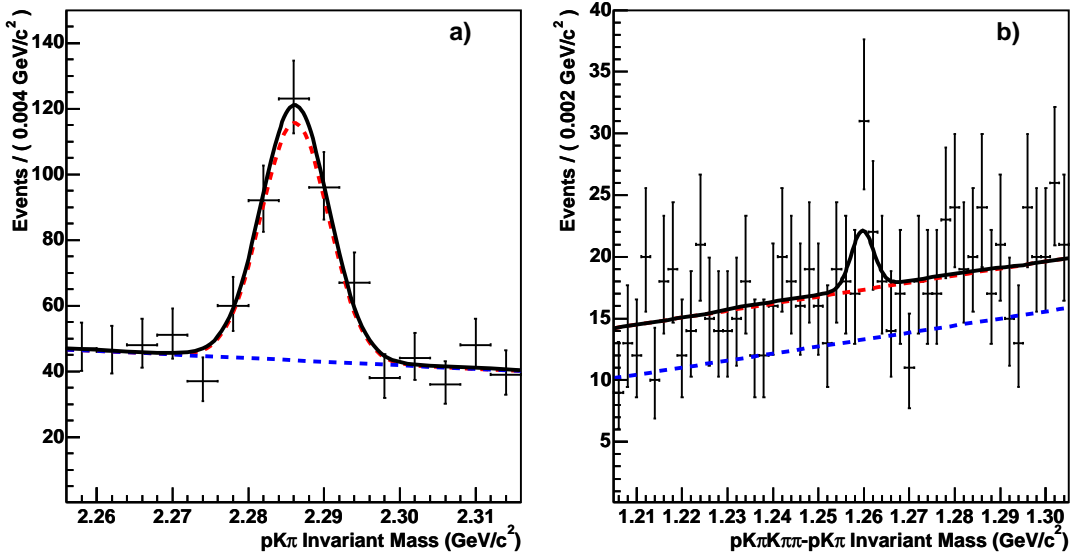 a)
Events / ( 0.004 GeV/c²)
140
120
100
80
60
40
20
2.26 2.27 2.28 2.29 2.30 2.31
pKπ Invariant Mass (GeV/c²)
b)
Events / ( 0.002 GeV/c²)
40
35
30
25
20
15
10
5
0
1.21 1.22 1.23 1.24 1.25 1.26 1.27 1.28 1.29 1.30
pKπKππ-pKπ Invariant Mass (GeV/c²)